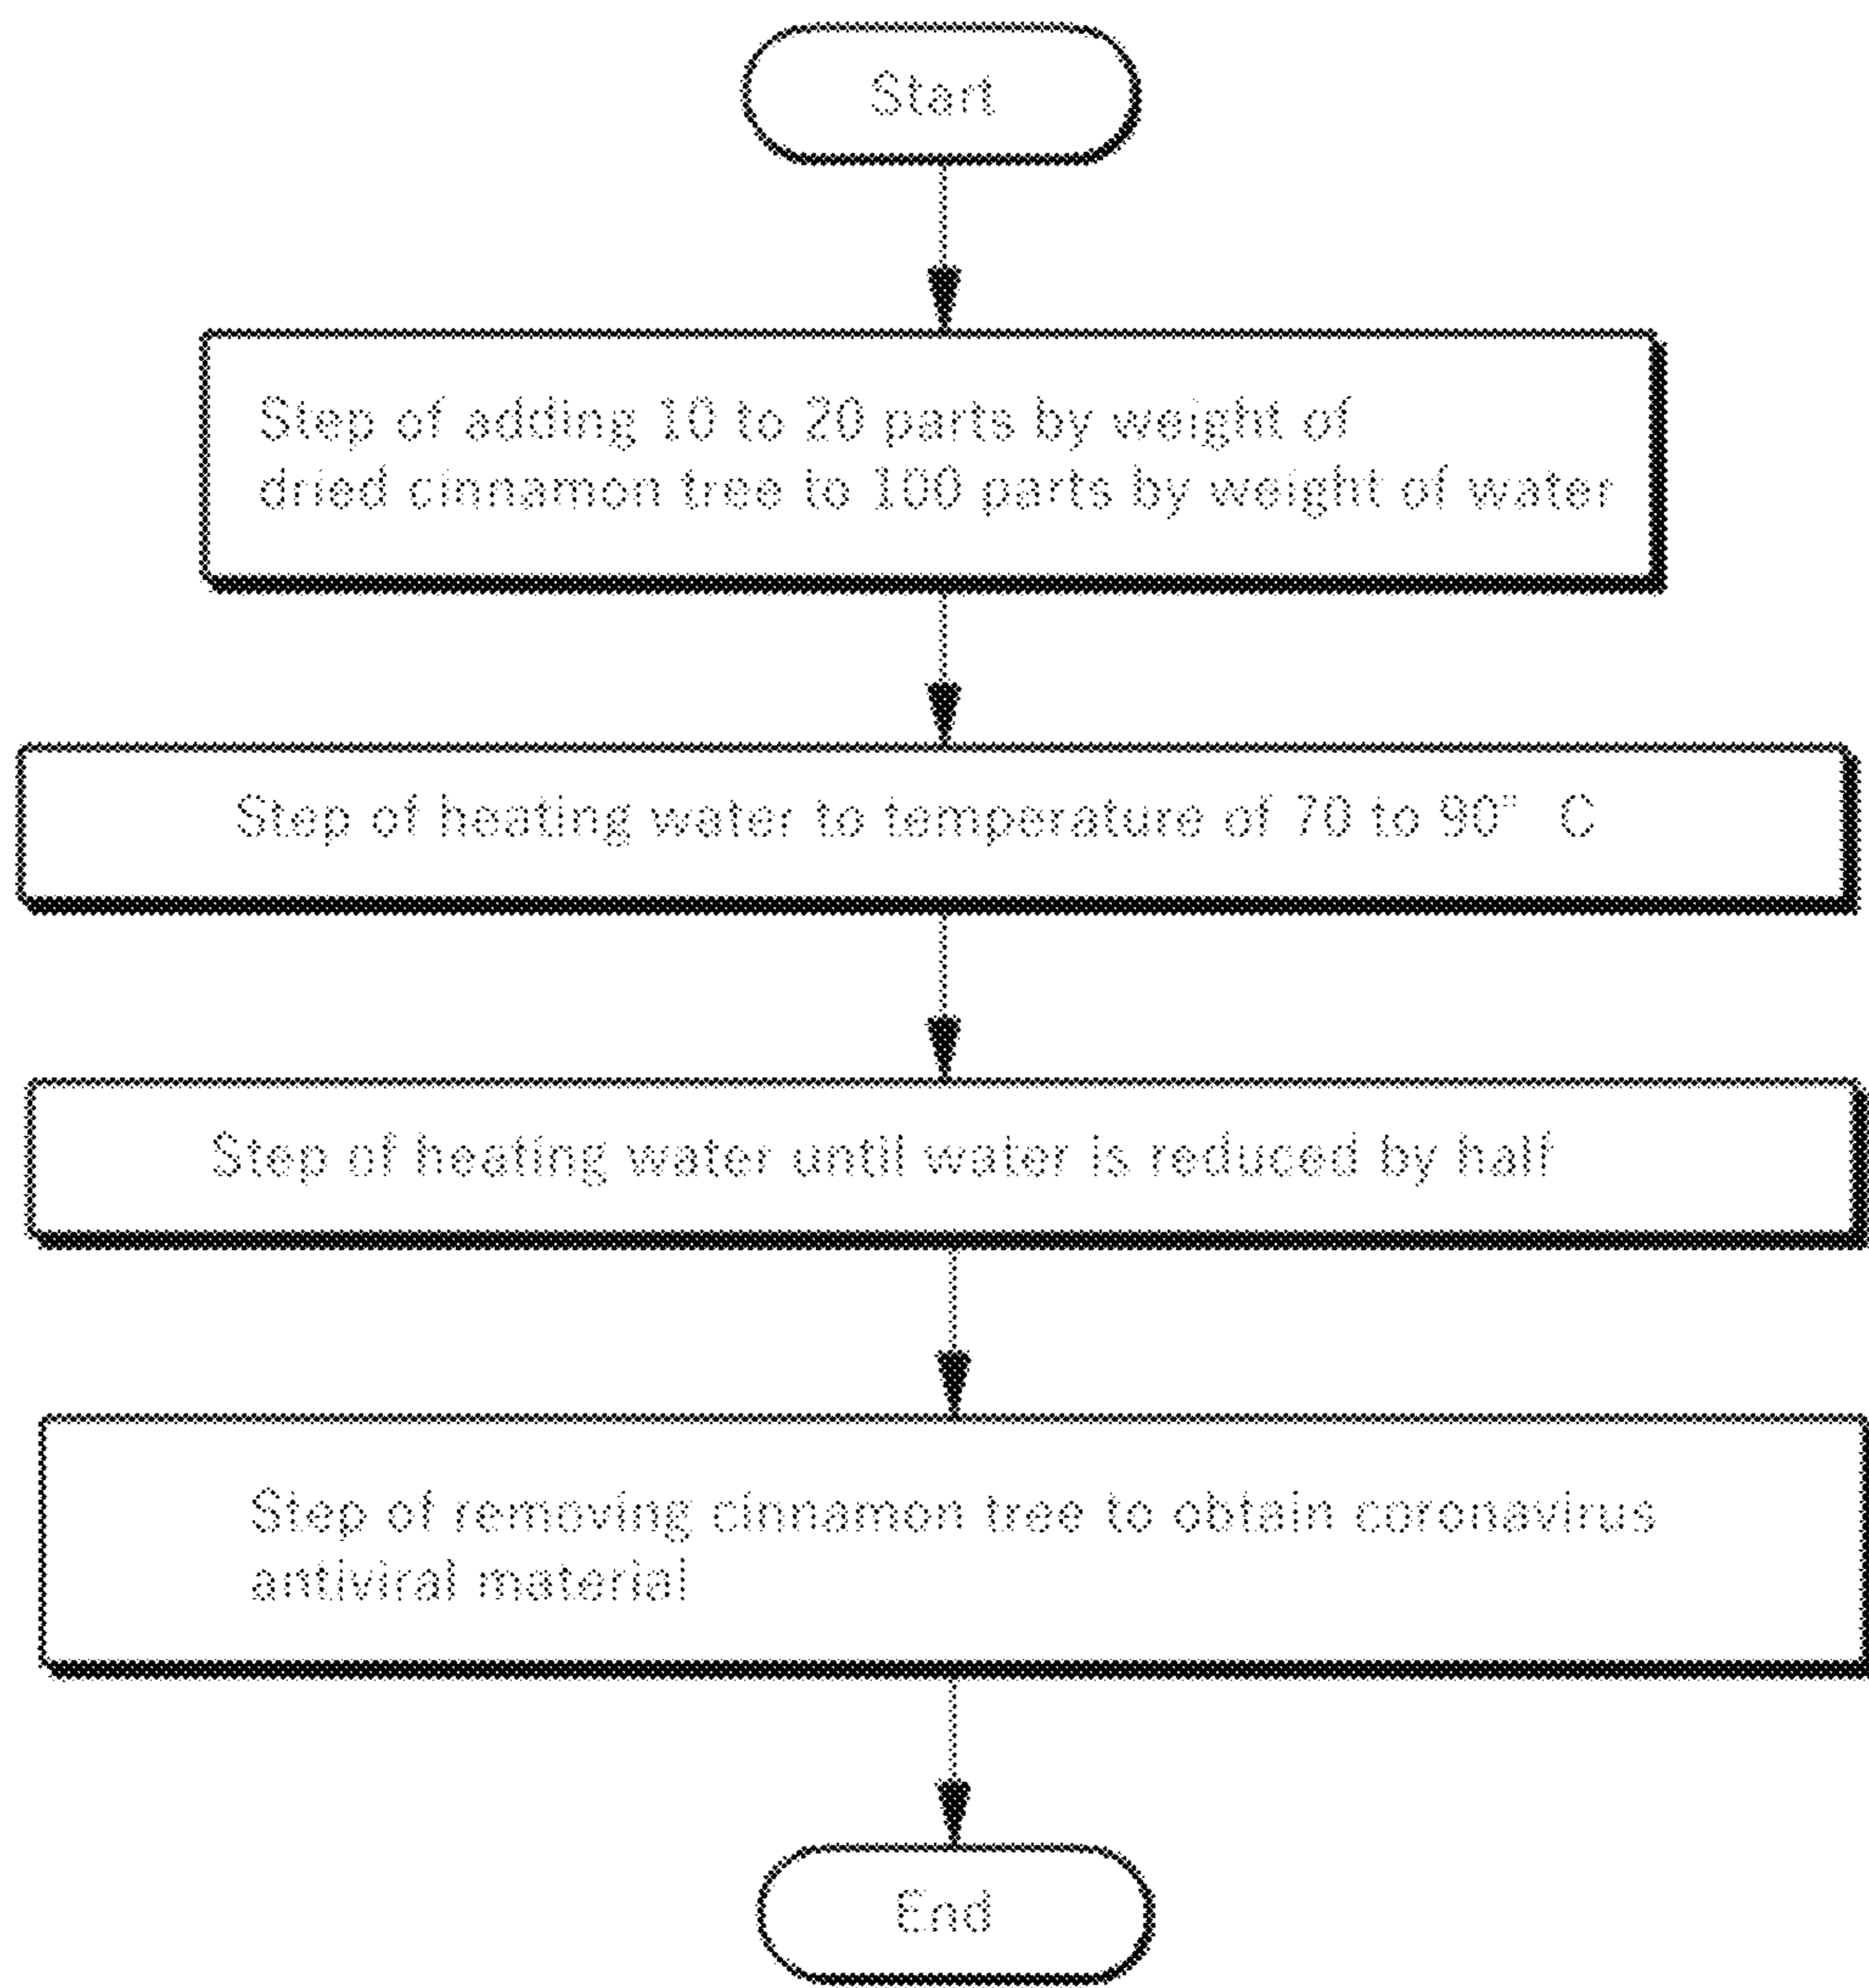 Start
Step of adding 10 to 20 parts by weight of
dried cinnamon tree to 100 parts by weight of water
Step of heating water to temperature of 70 to 90° C
Step of heating water until water is reduced by half
Step of removing cinnamon tree to obtain coronavirus
antiviral material
End